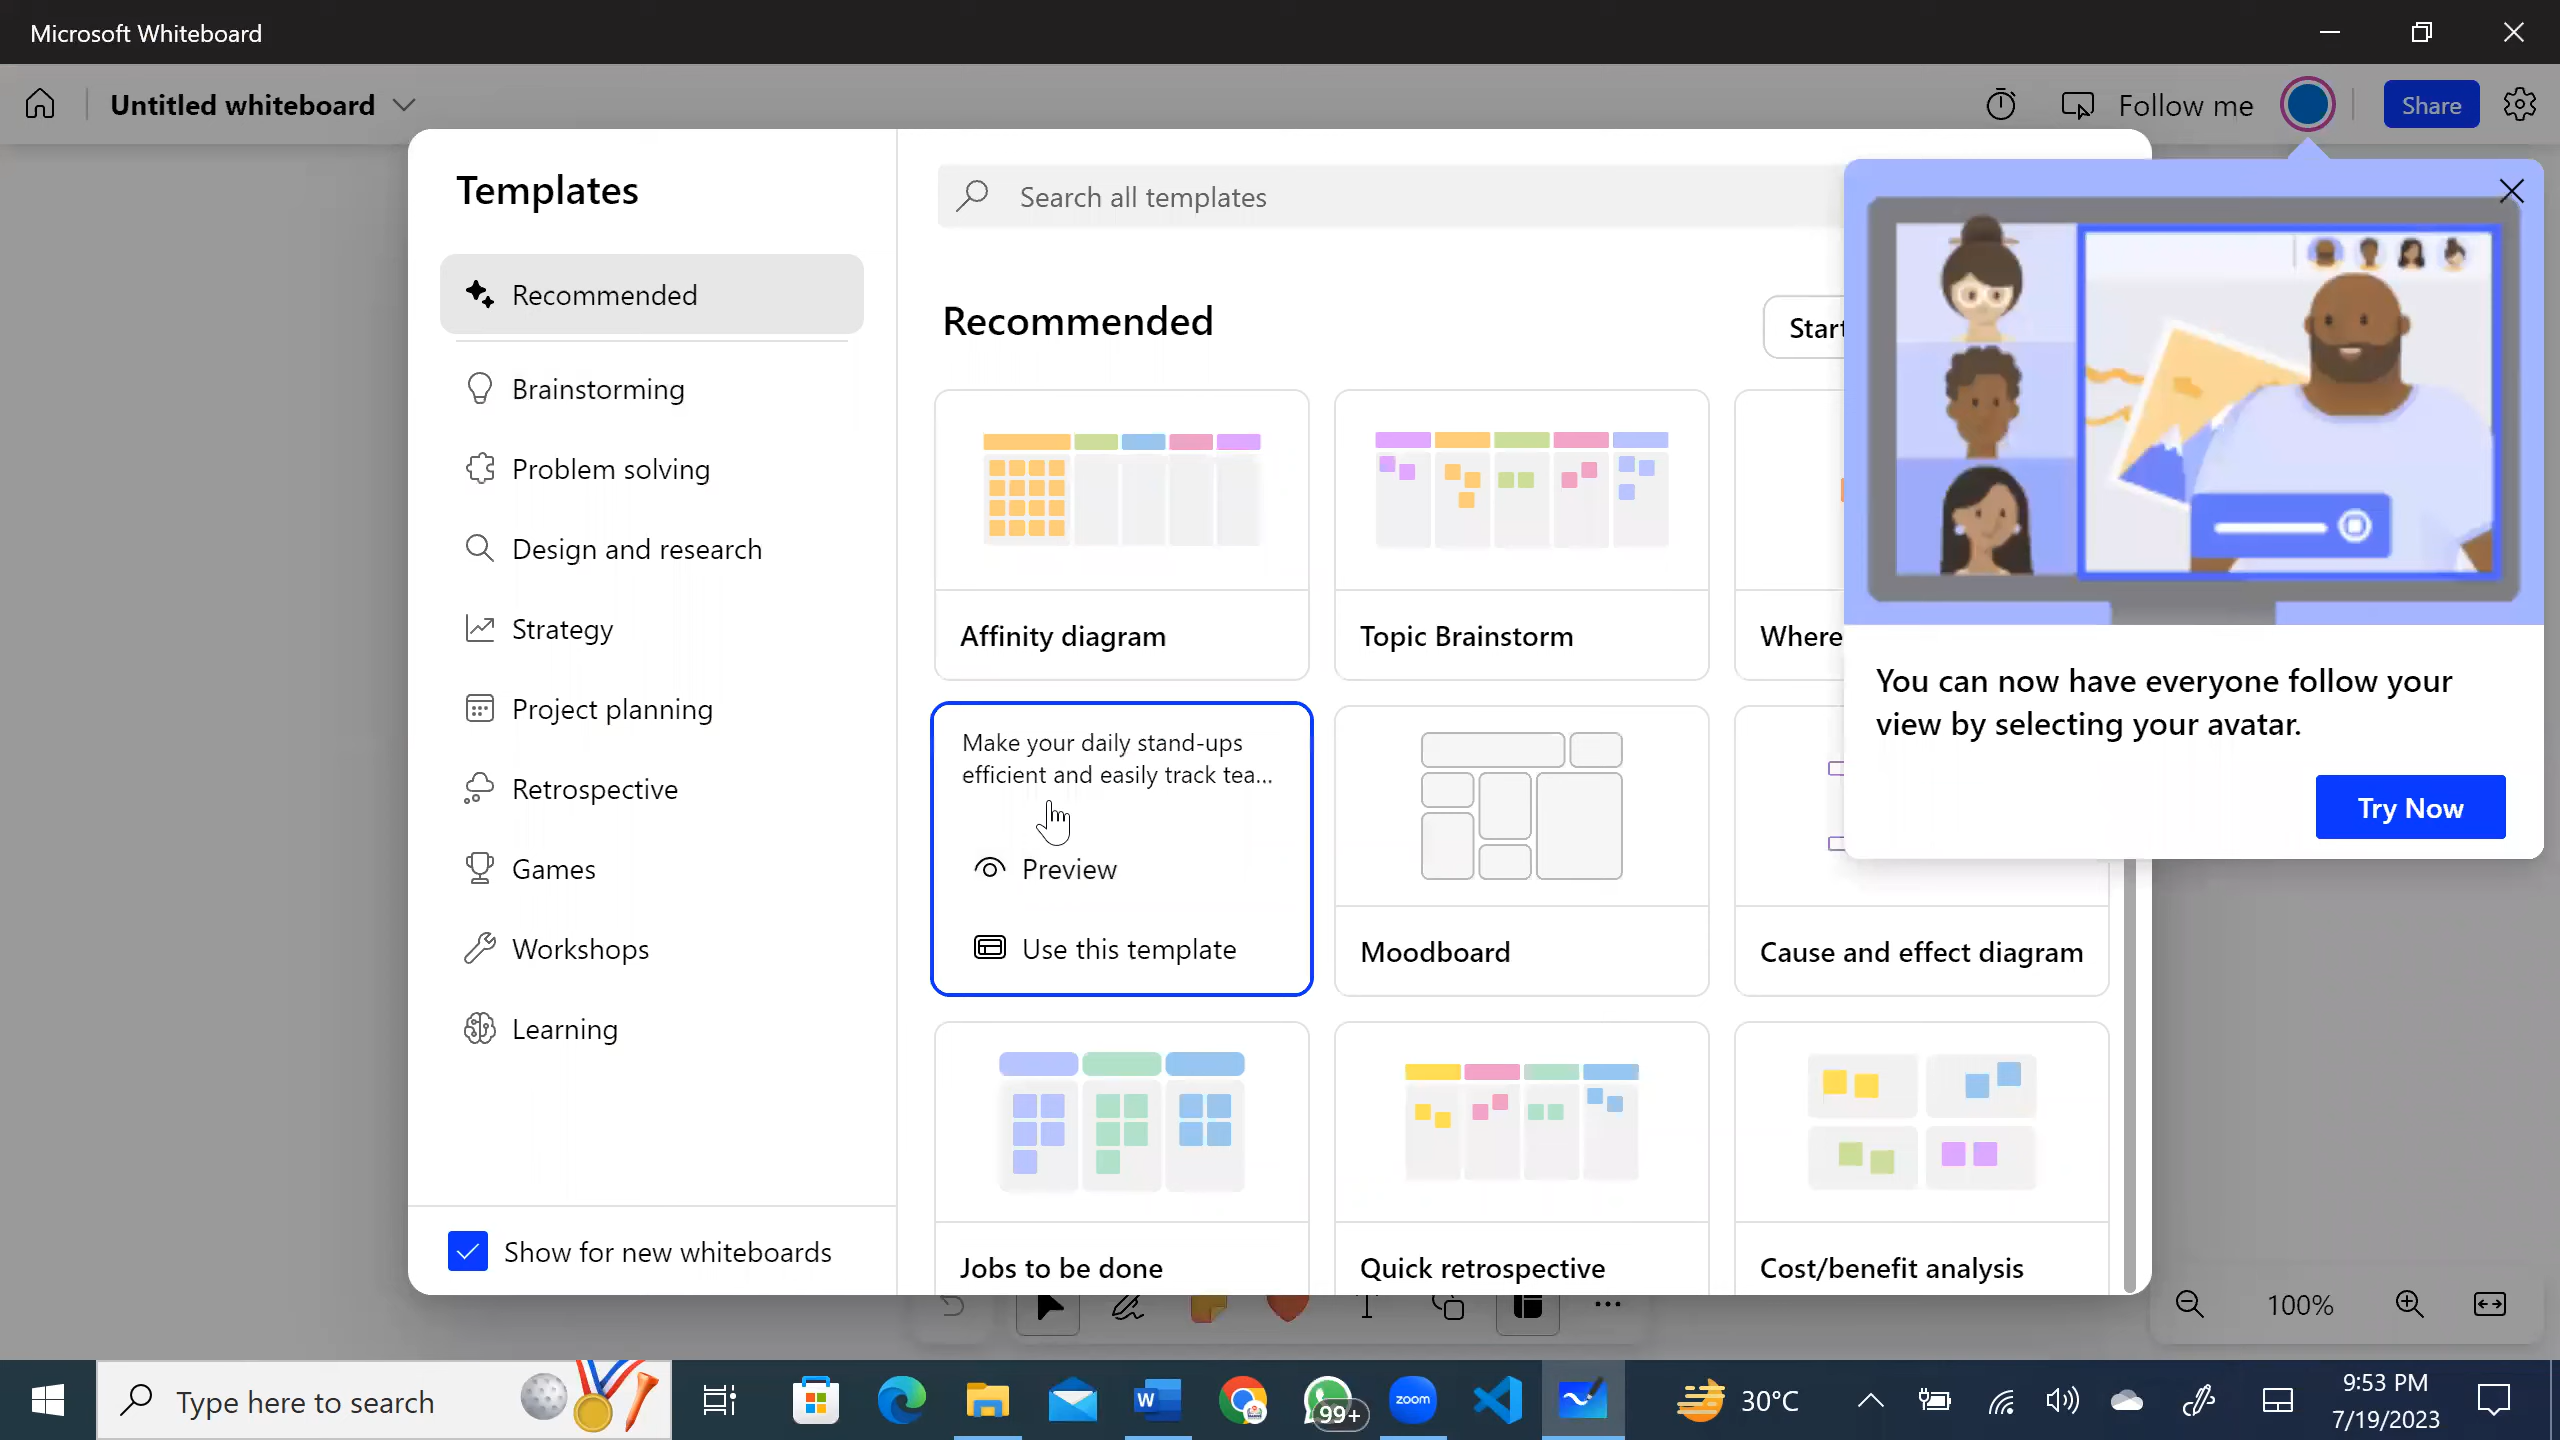 Microsoft Whiteboard
Untitled whiteboard
Follow me
Share
Templates
Search all templates
Recommended
Recommended
Start
Brainstorming
Problem solving
Design and research
Strategy
Project planning
Retrospective
Games
Workshops
Learning
Show for new whiteboards
Affinity diagram
Topic Brainstorm
Where
Make your daily stand-ups
efficient and easily track tea...
Preview
Use this template
Moodboard
Cause and effect diagram
Jobs to be done
Quick retrospective
Cost/benefit analysis
You can now have everyone follow your
view by selecting your avatar.
Try Now
100%
Type here to search
W
99+
zoom
30°C
9:53 PM
7/19/2023